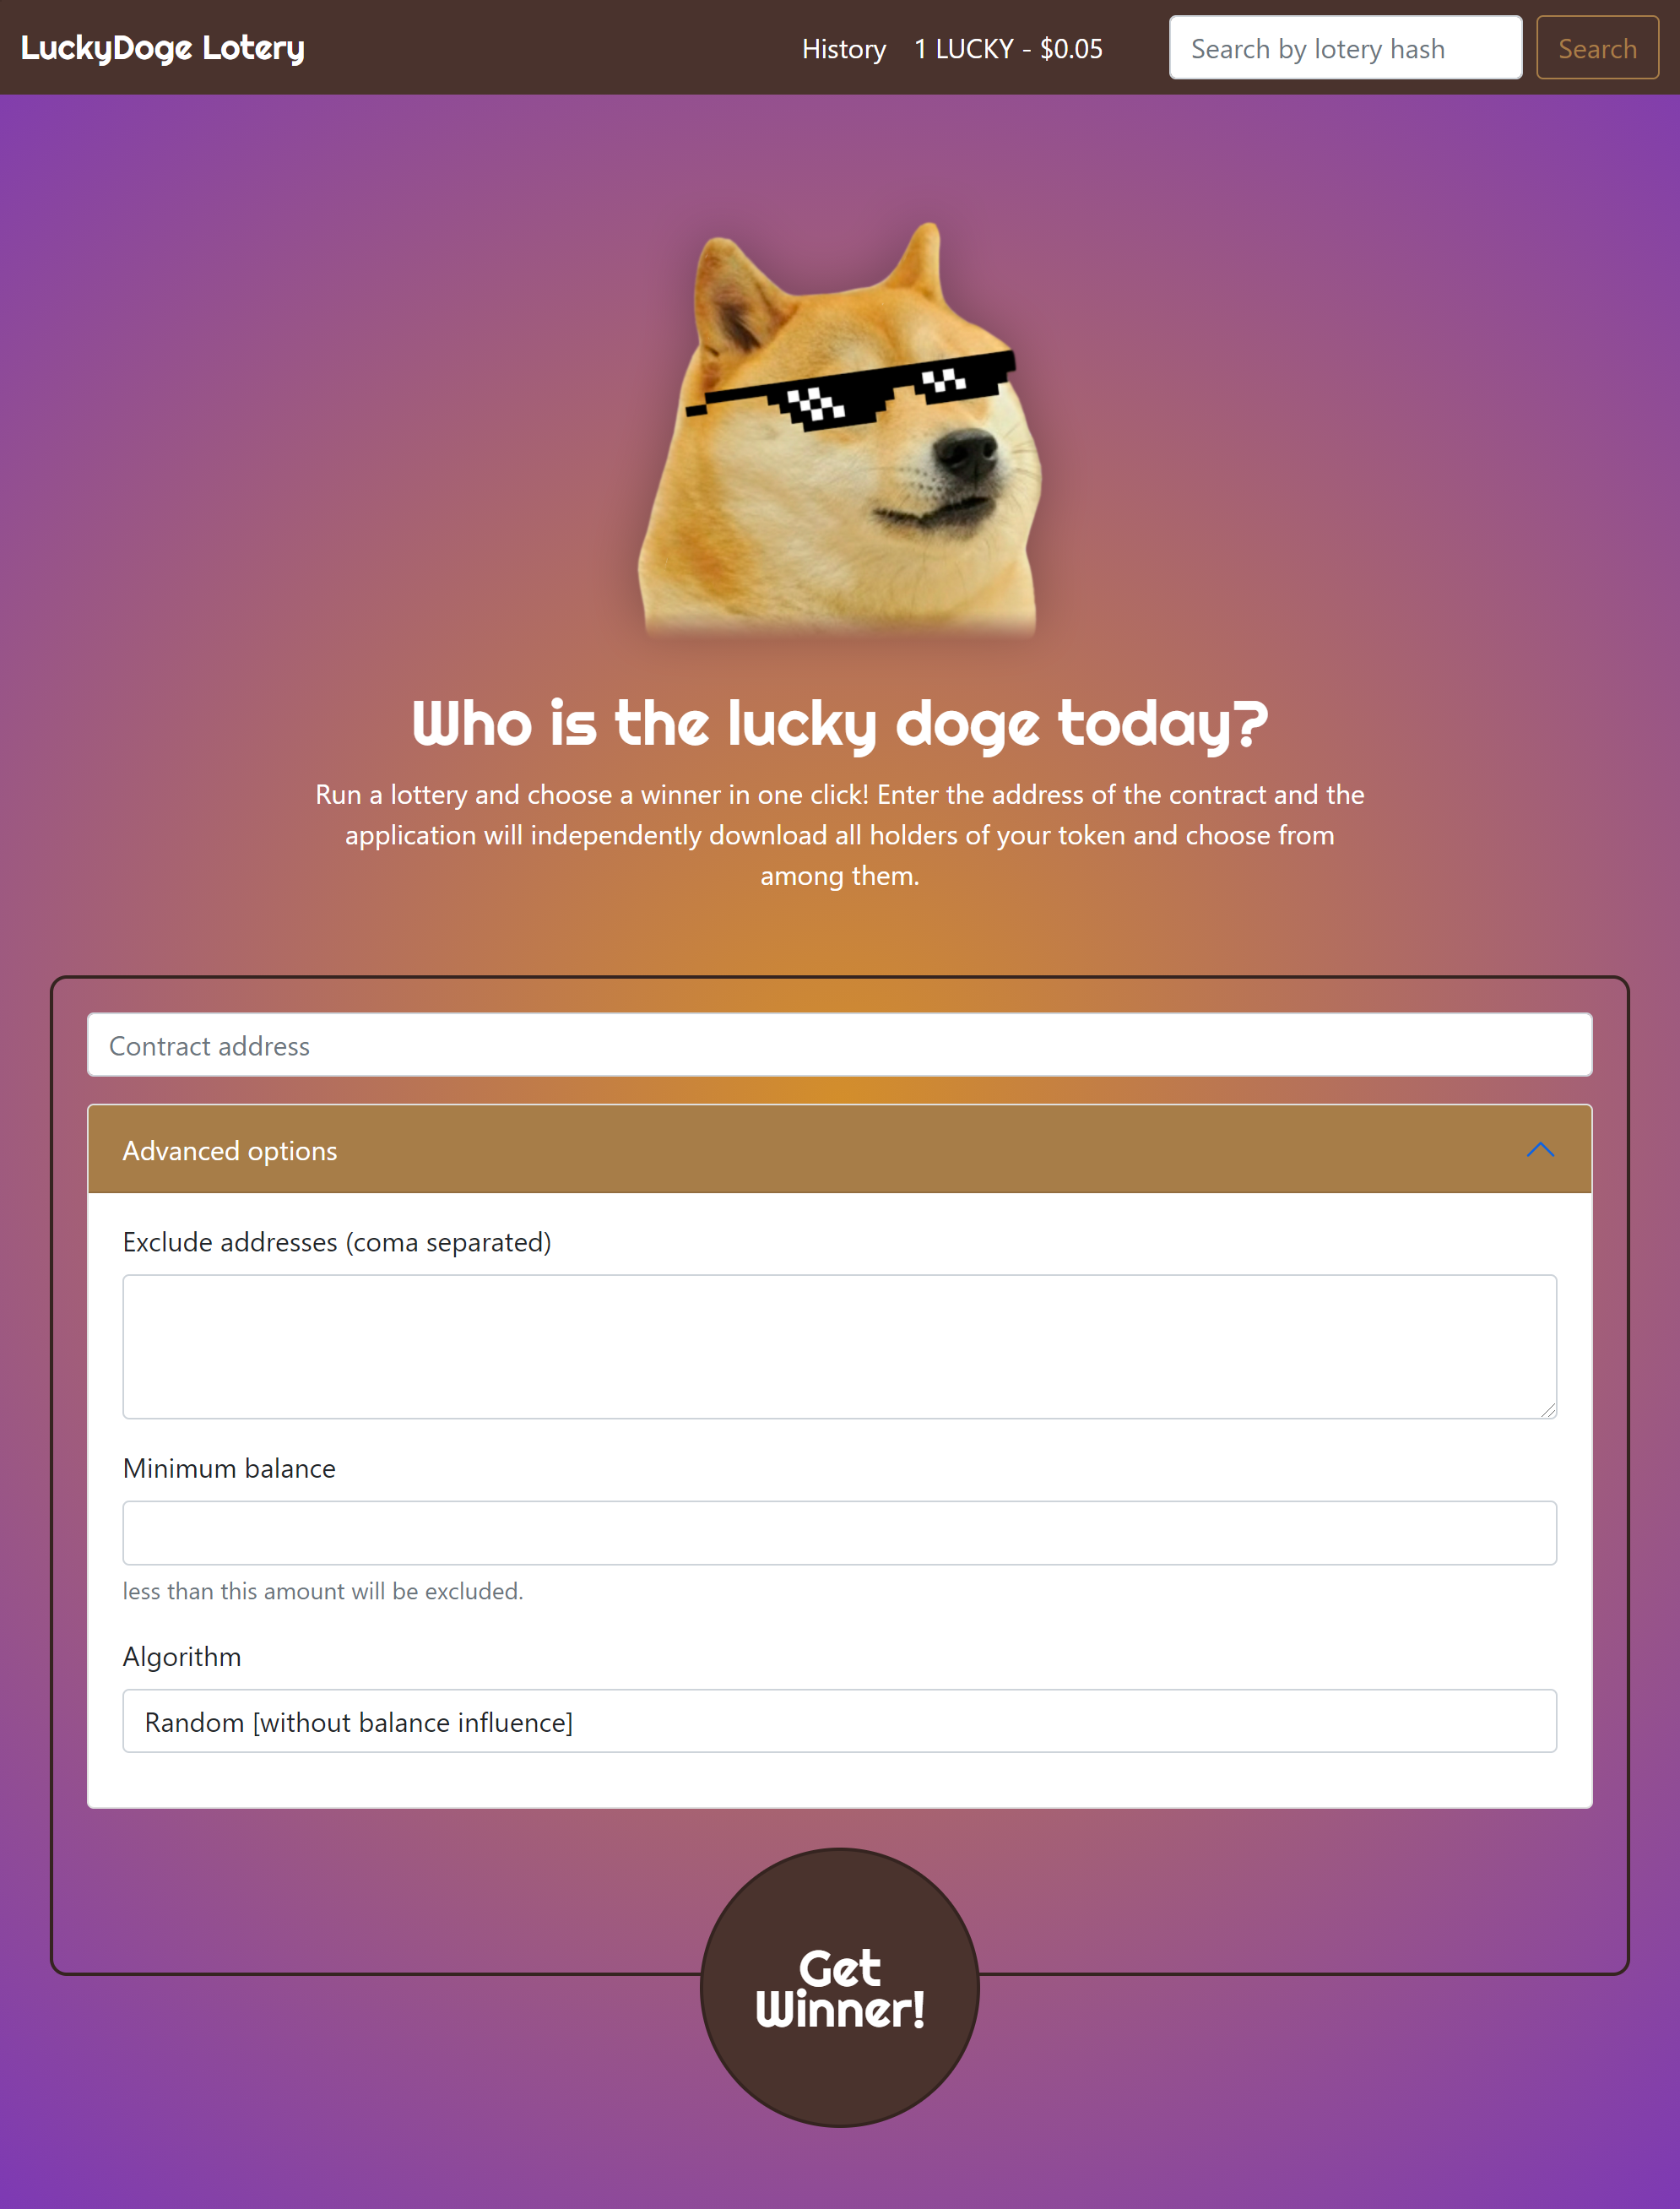 LuckyDoge Lotery
History 1 LUCKY - $0.05 Search by lotery hash Search
Who is the lucky doge today?
Run a lottery and choose a winner in one click! Enter the address of the contract and the
application will independently download all holders of your token and choose from
among them.
Contract address
Advanced options
Exclude addresses (coma separated)
Minimum balance
less than this amount will be excluded.
Algorithm
Random [without balance influence]
Get
Winner!